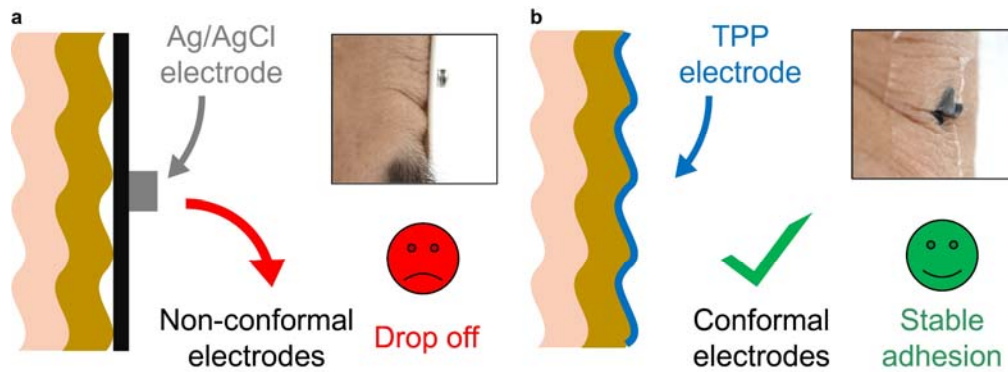 a
Ag/AgCl
electrode
Non-conformal
electrodes
Drop off
b
TPP
electrode
Conformal
electrodes
Stable
adhesion